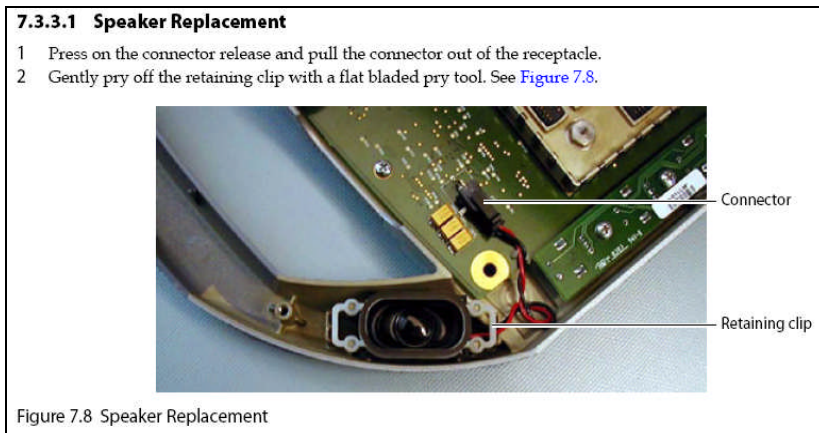 7.3.3.1 Speaker Replacement
1 Press on the connector release and pull the connector out of the receptacle.
2 Gently pry off the retaining clip with a flat bladed pry tool. See Figure 7.8.
Connector
Retaining clip
Figure 7.8 Speaker Replacement